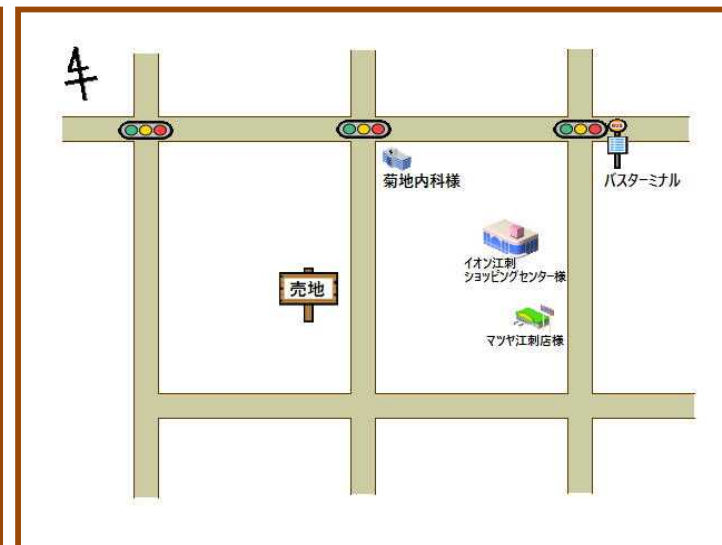 菊地内科様
バスターミナル
イオン江刺
ショッピングセンター様
売地
マツヤ江刺店様